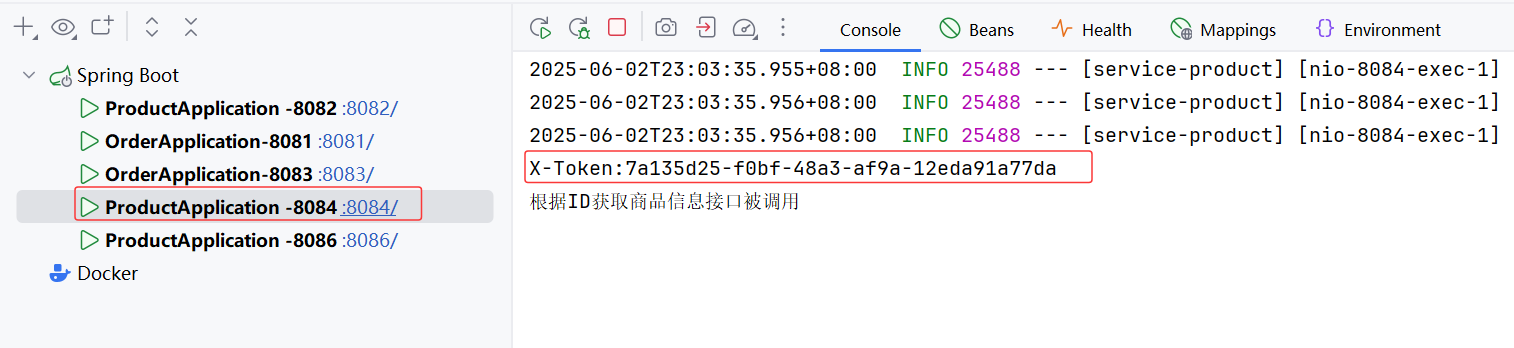 Spring Boot
ProductApplication -8082 :8082/
OrderApplication-8081 :8081/
OrderApplication-8083 :8083/
ProductApplication -8084 :8084/
ProductApplication -8086 :8086/
Docker
Console Beans Health Mappings Environment
2025-06-02T23:03:35.955+08:00  INFO 25488 --- [service-product] [nio-8084-exec-1]
2025-06-02T23:03:35.956+08:00  INFO 25488 --- [service-product] [nio-8084-exec-1]
2025-06-02T23:03:35.956+08:00  INFO 25488 --- [service-product] [nio-8084-exec-1]
X-Token:7a135d25-f0bf-48a3-af9a-12eda91a77da
根据ID获取商品信息接口被调用